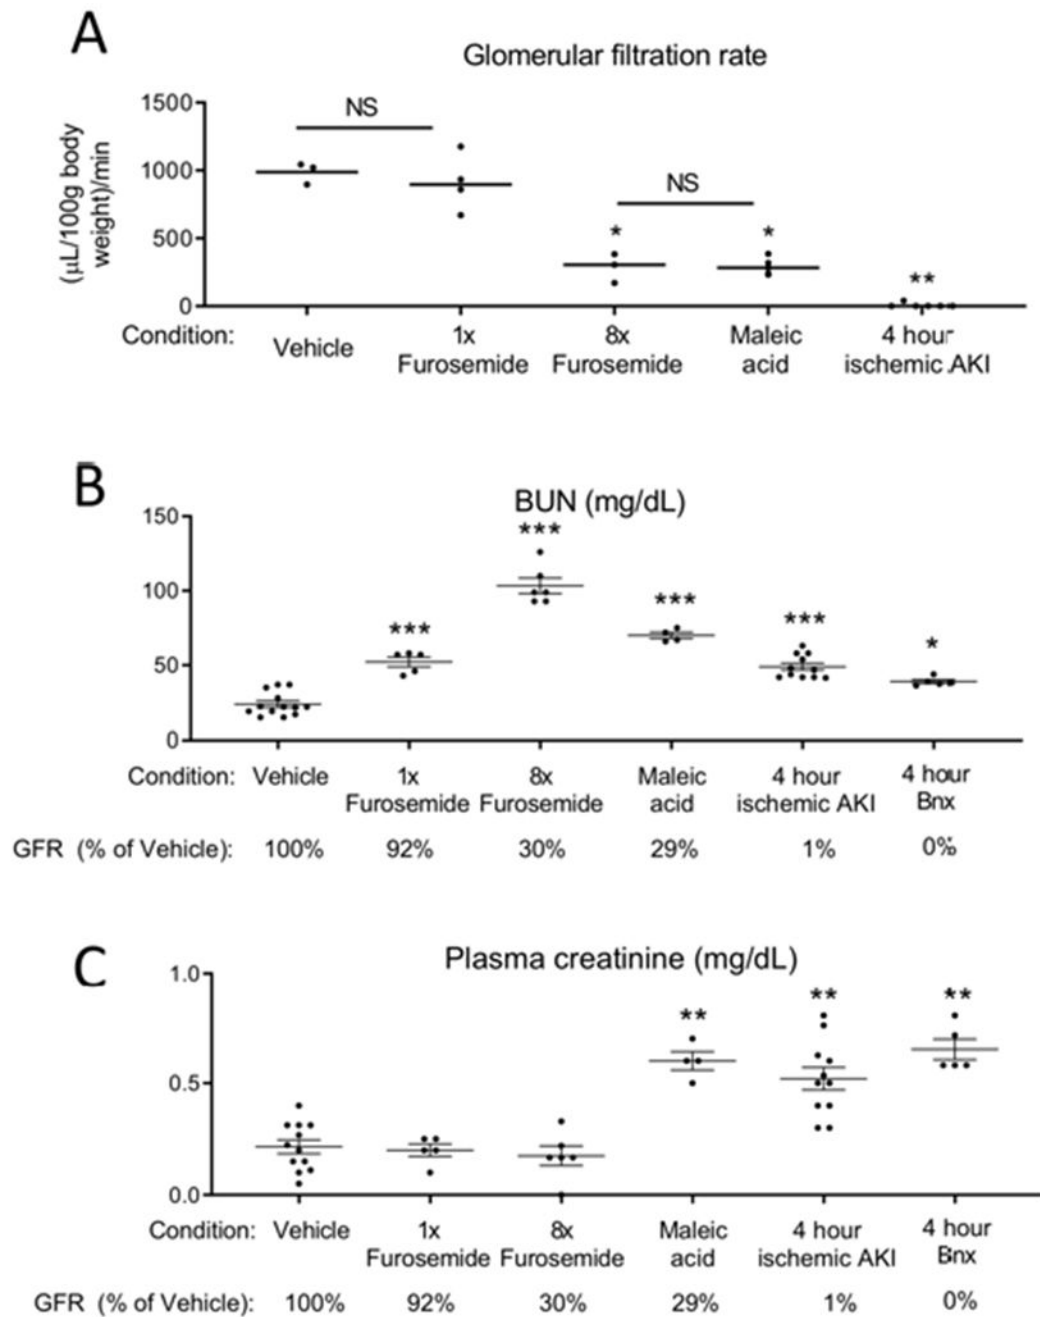 A
Glomerular filtration rate
(µL/100g body
weight)/min
1500
1000
500
0
NS
NS
*
*
**
Condition:
Vehicle
1x
Furosemide
8x
Furosemide
Maleic
acid
4 hour
ischemic AKI
B
BUN (mg/dL)
150
100
50
0
***
***
***
***
*
Condition:
Vehicle
1x
Furosemide
8x
Furosemide
Maleic
acid
4 hour
ischemic AKI
4 hour
Bnx
GFR (% of Vehicle): 100% 92% 30% 29% 1% 0%
C
Plasma creatinine (mg/dL)
1.0
0.5
0.0
**
**
**
Condition:
Vehicle
1x
Furosemide
8x
Furosemide
Maleic
acid
4 hour
ischemic AKI
4 hour
Bnx
GFR (% of Vehicle): 100% 92% 30% 29% 1% 0%